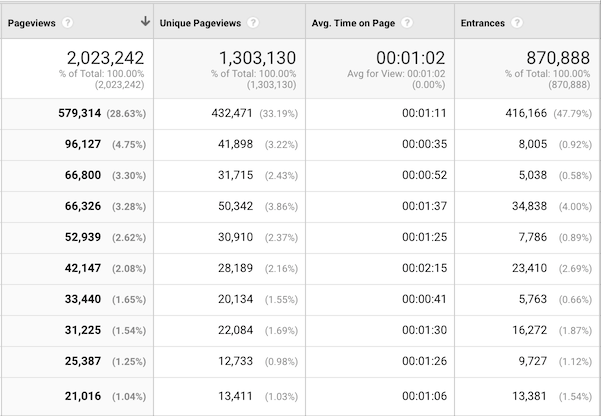 Pageviews ? Unique Pageviews ? Avg. Time on Page ? Entrances ?
2,023,242 1,303,130 00:01:02 870,888
% of Total: 100.00% % of Total: 100.00% Avg for View: 00:01:02 % of Total: 100.00%
(2,023,242) (1,303,130) (0.00%) (870,888)
579,314 (28.63%) 432,471 (33.19%) 00:01:11 416,166 (47.79%)
96,127 (4.75%) 41,898 (3.22%) 00:00:35 8,005 (0.92%)
66,800 (3.30%) 31,715 (2.43%) 00:00:52 5,038 (0.58%)
66,326 (3.28%) 50,342 (3.86%) 00:01:37 34,838 (4.00%)
52,939 (2.62%) 30,910 (2.37%) 00:01:25 7,786 (0.89%)
42,147 (2.08%) 28,189 (2.16%) 00:02:15 23,410 (2.69%)
33,440 (1.65%) 20,134 (1.55%) 00:00:41 5,763 (0.66%)
31,225 (1.54%) 22,084 (1.69%) 00:01:30 16,272 (1.87%)
25,387 (1.25%) 12,733 (0.98%) 00:01:26 9,727 (1.12%)
21,016 (1.04%) 13,411 (1.03%) 00:01:06 13,381 (1.54%)